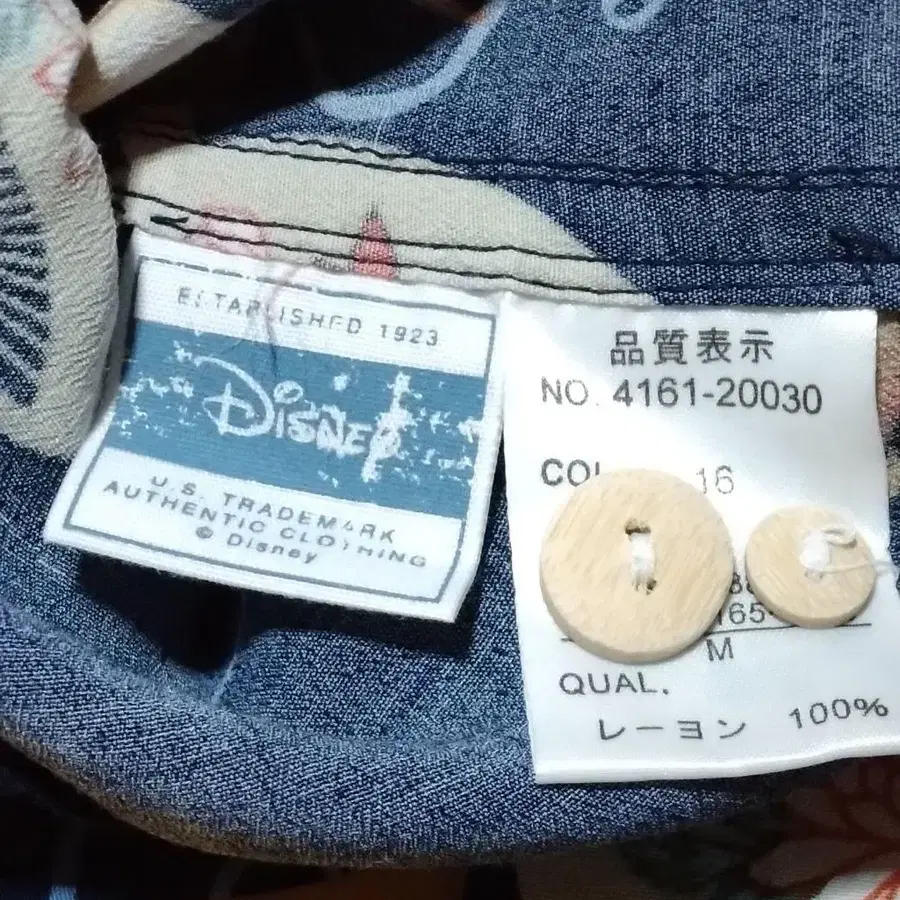 ESTABLISHED 1923
Disney
U.S. TRADEMARK
AUTHENTIC CLOTHING
© Disney
品質表示
NO. 4161-20030
COL 16
165-
M
QUAL.
レーヨン 100%